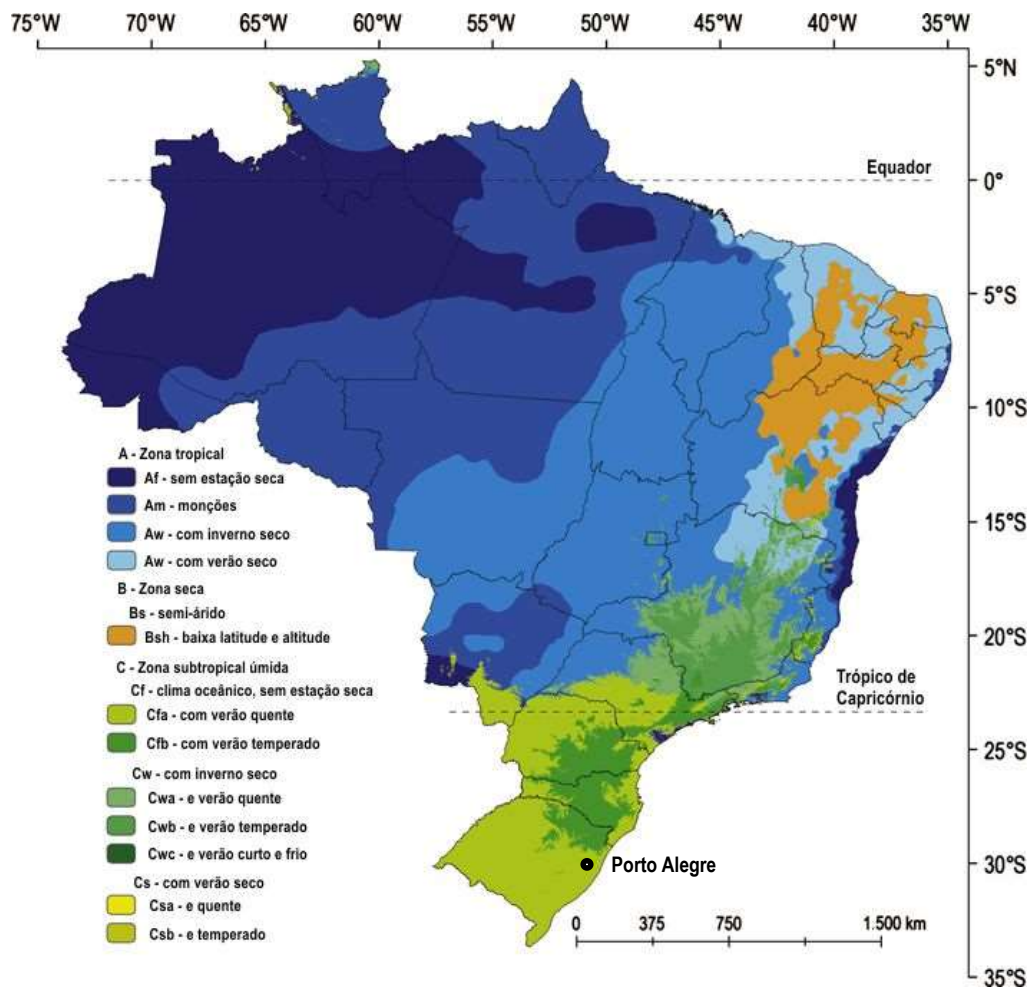 75°W 70°W 65°W 60°W 55°W 50°W 45°W 40°W 35°W
5°N
Equador
0°
5°S
10°S
A - Zona tropical
Af - sem estação seca
Am - monções
Aw - com inverno seco
15°S
Aw - com verão seco
B - Zona seca
Bs - semi-árido
Bsh - baixa latitude e altitude
20°S
C - Zona subtropical úmida
Cf - clima oceânico, sem estação seca
Trópico de
Capricórnio
Cfa - com verão quente
Cfb - com verão temperado
25°S
Cw - com inverno seco
Cwa - e verão quente
Cwb - e verão temperado
Cwc - e verão curto e frio
Porto Alegre
30°S
Cs - com verão seco
Csa - e quente
Csb - e temperado
0 375 750 1.500 km
35°S